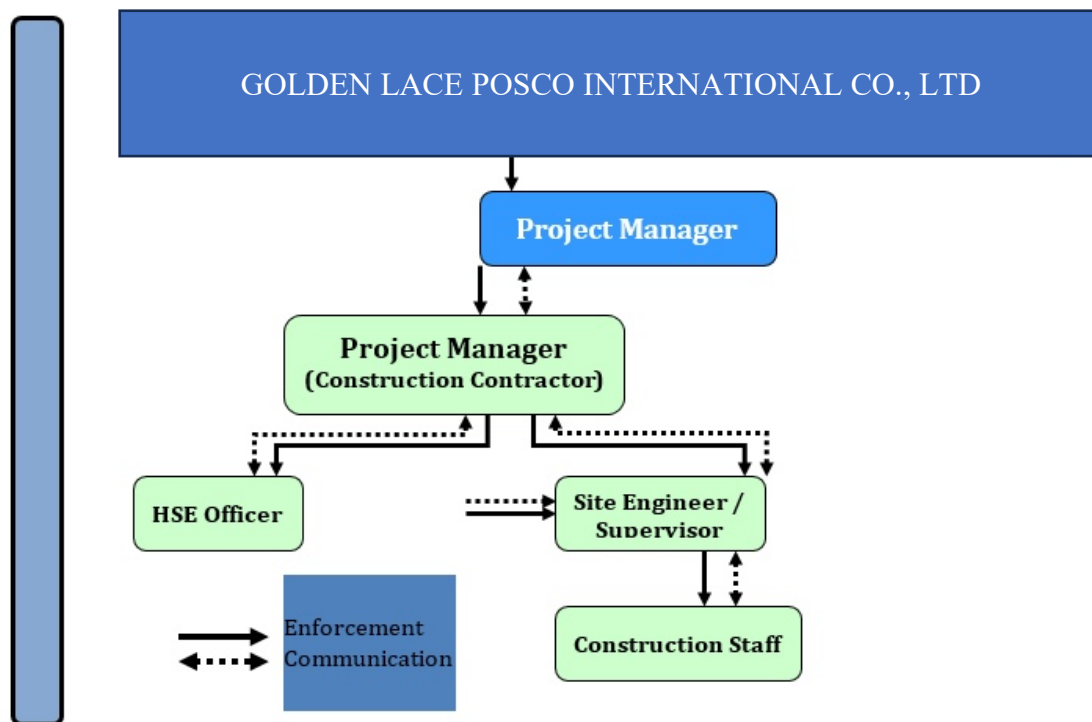 GOLDEN LACE POSCO INTERNATIONAL CO., LTD
Project Manager
Project Manager
(Construction Contractor)
HSE Officer
Site Engineer /
Supervisor
Enforcement
Communication
Construction Staff